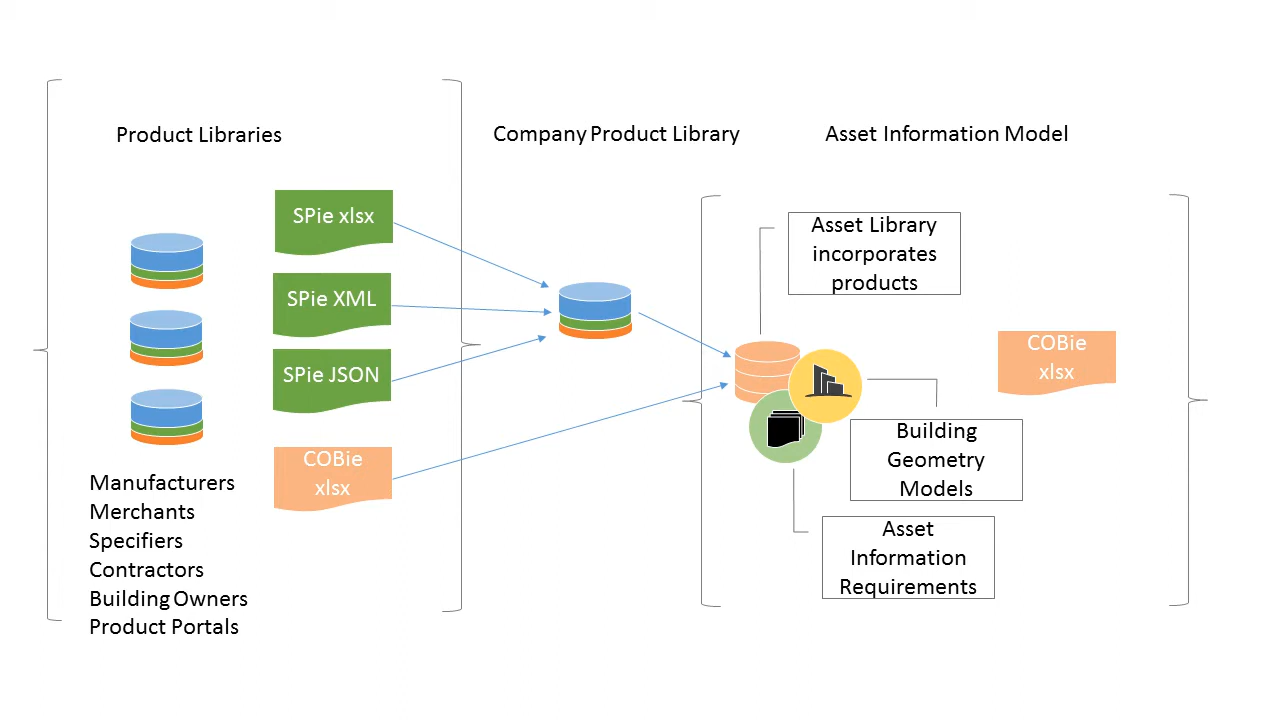 Product Libraries
Company Product Library
Asset Information Model
SPie xlsx
SPie XML
SPie JSON
COBie
xlsx
Manufacturers
Merchants
Specifiers
Contractors
Building Owners
Product Portals
Asset Library
incorporates
products
COBie
xlsx
Building
Geometry
Models
Asset
Information
Requirements